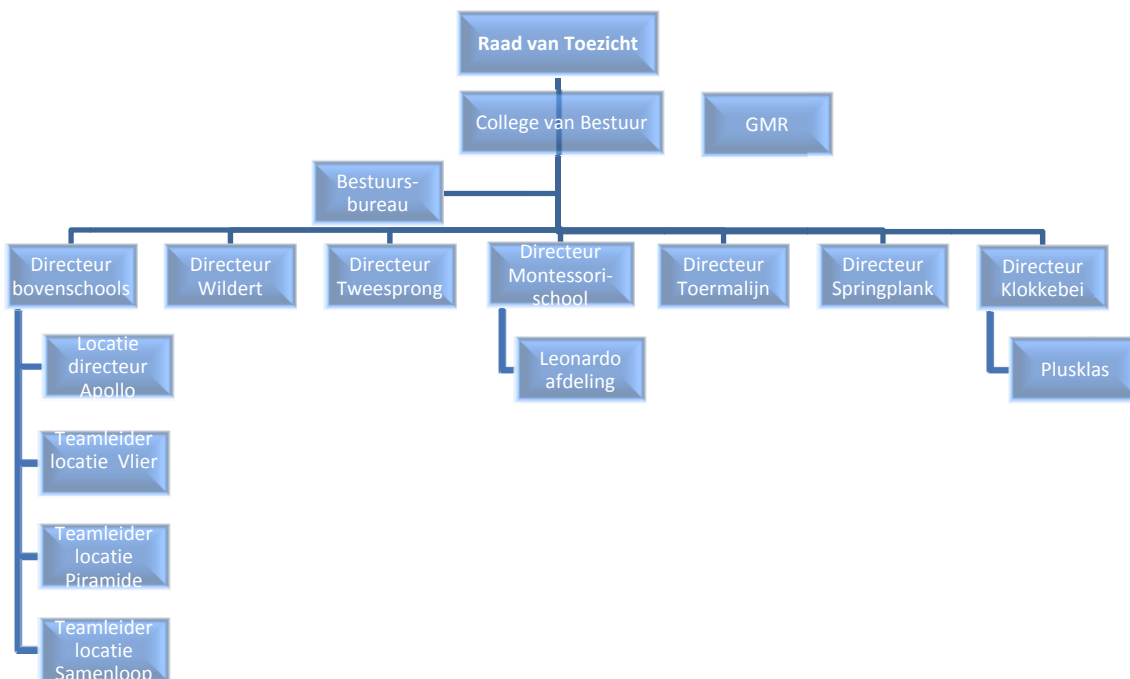 Raad van Toezicht
College van Bestuur
GMR
Bestuurs-
bureau
Directeur
bovenschools
Directeur
Wildert
Directeur
Tweesprong
Directeur
Montessori-
school
Directeur
Toermalijn
Directeur
Springplank
Directeur
Klokkebei
Locatie
directeur
Apollo
Leonardo
afdeling
Plusklas
Teamleider
locatie Vlier
Teamleider
locatie
Piramide
Teamleider
locatie
Samenloop